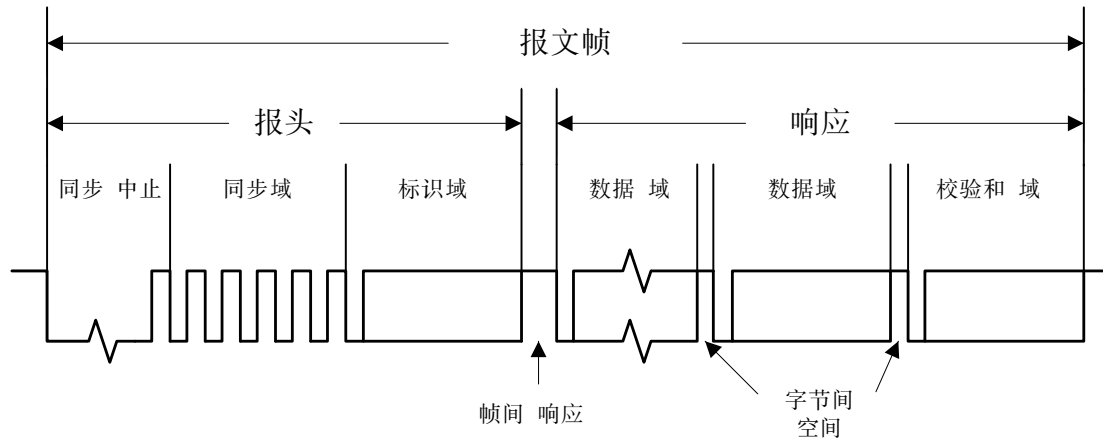 报文帧
报头
响应
同步 中止
同步域
标识域
数据 域
数据域
校验和 域
帧间 响应
字节间
空间